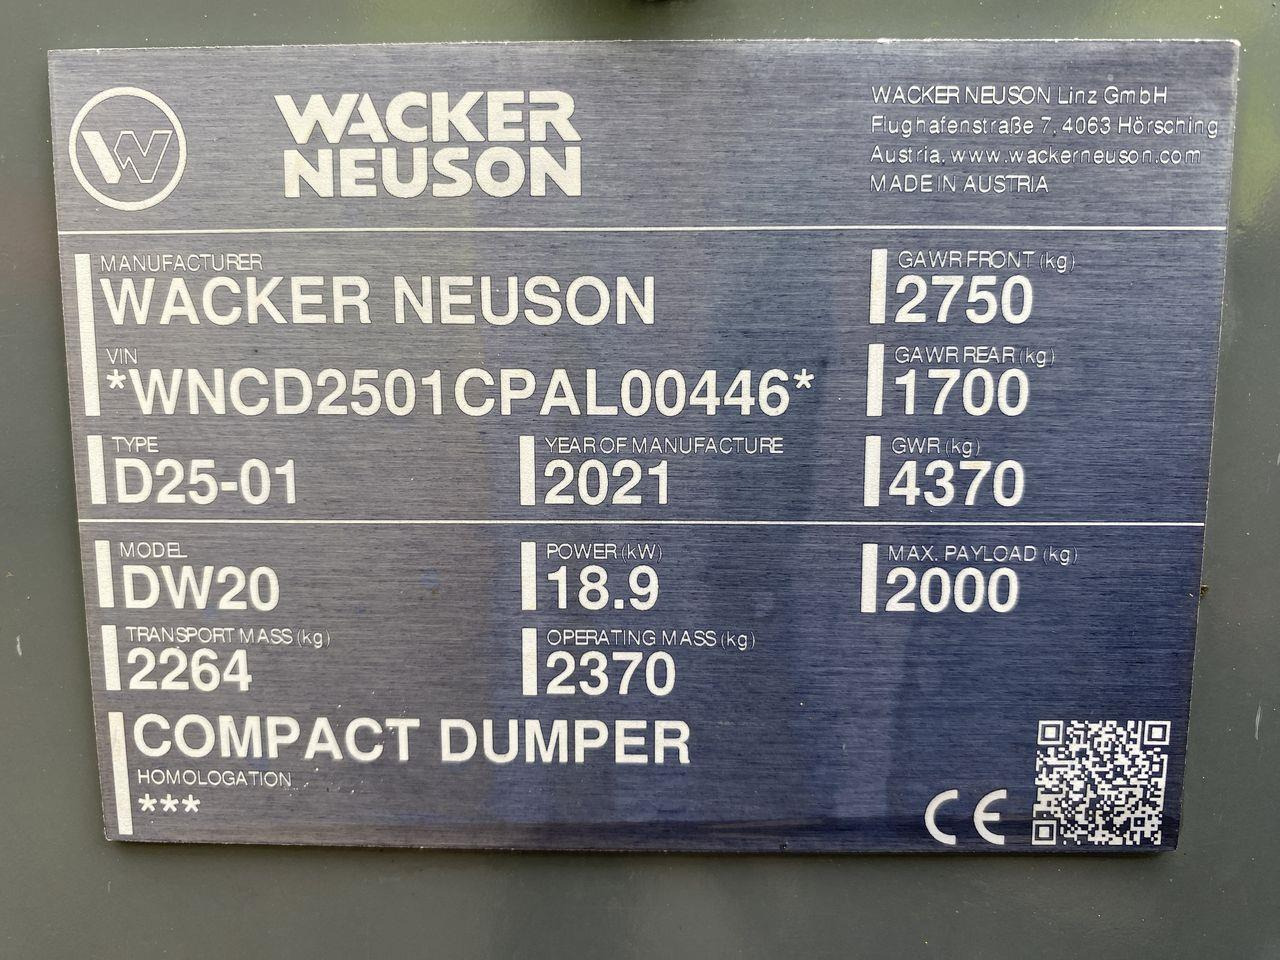 W
WACKER
NEUSON
WACKER NEUSON Linz GmbH
Flughafenstraße 7, 4063 Hörsching
Austria, www.wackerneuson.com
MADE IN AUSTRIA
MANUFACTURER
WACKER NEUSON
GAWR FRONT (kg)
2750
VIN
*WNCD2501CPAL00446*
GAWR REAR (kg)
1700
TYPE
D25-01
YEAR OF MANUFACTURE
2021
GWR (kg)
4370
MODEL
DW20
POWER (kW)
18.9
MAX. PAYLOAD (kg)
2000
TRANSPORT MASS (kg)
2264
OPERATING MASS (kg)
2370
COMPACT DUMPER
HOMOLOGATION
***
CE